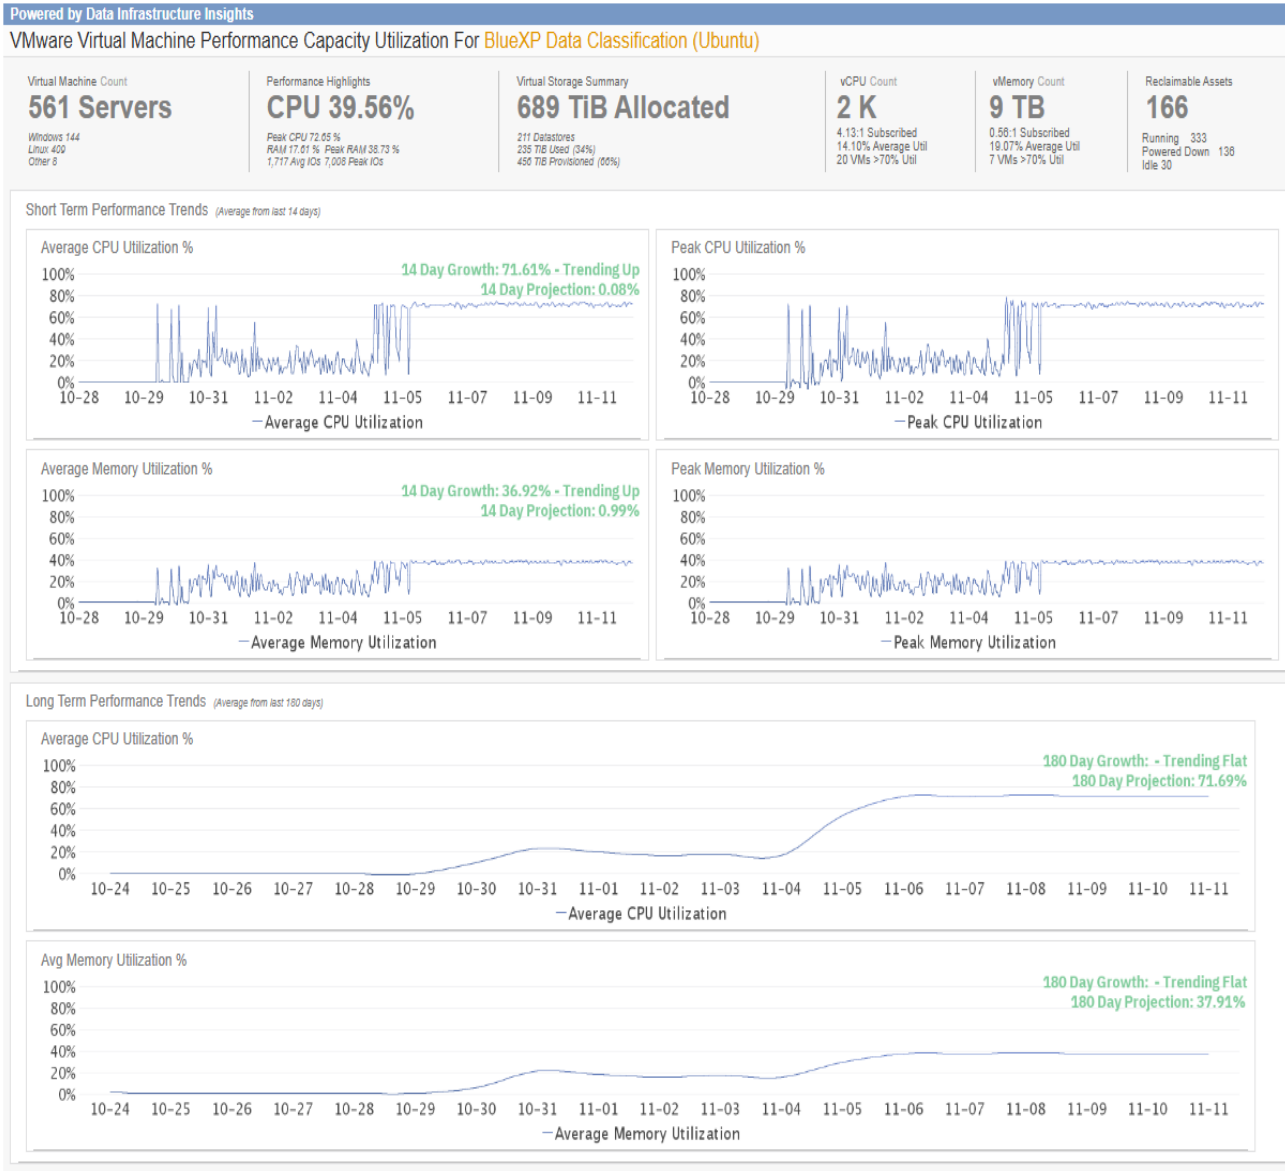 Powered by Data Infrastructure Insights
VMware Virtual Machine Performance Capacity Utilization For BlueXP Data Classification (Ubuntu)
Virtual Machine Count
561 Servers
Windows 144
Linux 409
Other 8
Performance Highlights
CPU 39.56%
Peak CPU 72.65 %
RAM 17.61 % Peak RAM 38.73 %
1,717 Avg IOs 7,008 Peak IOs
Virtual Storage Summary
689 TiB Allocated
211 Datastores
235 TiB Used (34%)
456 TiB Provisioned (66%)
vCPU Count
2 K
4.13:1 Subscribed
14.10% Average Util
20 VMs >70% Util
vMemory Count
9 TB
0.56:1 Subscribed
19.07% Average Util
7 VMs >70% Util
Reclaimable Assets
166
Running 333
Powered Down 136
Idle 30
Short Term Performance Trends (Average from last 14 days)
Average CPU Utilization %
14 Day Growth: 71.61% - Trending Up
14 Day Projection: 0.08%
100%
80%
60%
40%
20%
0%
10-28 10-29 10-31 11-02 11-04 11-05 11-07 11-09 11-11
Average CPU Utilization
Peak CPU Utilization %
100%
80%
60%
40%
20%
0%
10-28 10-29 10-31 11-02 11-04 11-05 11-07 11-09 11-11
Peak CPU Utilization
Average Memory Utilization %
14 Day Growth: 36.92% - Trending Up
14 Day Projection: 0.99%
100%
80%
60%
40%
20%
0%
10-28 10-29 10-31 11-02 11-04 11-05 11-07 11-09 11-11
Average Memory Utilization
Peak Memory Utilization %
100%
80%
60%
40%
20%
0%
10-28 10-29 10-31 11-02 11-04 11-05 11-07 11-09 11-11
Peak Memory Utilization
Long Term Performance Trends (Average from last 180 days)
Average CPU Utilization %
180 Day Growth: - Trending Flat
180 Day Projection: 71.69%
100%
80%
60%
40%
20%
0%
10-24 10-25 10-26 10-27 10-28 10-29 10-30 10-31 11-01 11-02 11-03 11-04 11-05 11-06 11-07 11-08 11-09 11-10 11-11
Average CPU Utilization
Avg Memory Utilization %
180 Day Growth: - Trending Flat
180 Day Projection: 37.91%
100%
80%
60%
40%
20%
0%
10-24 10-25 10-26 10-27 10-28 10-29 10-30 10-31 11-01 11-02 11-03 11-04 11-05 11-06 11-07 11-08 11-09 11-10 11-11
Average Memory Utilization